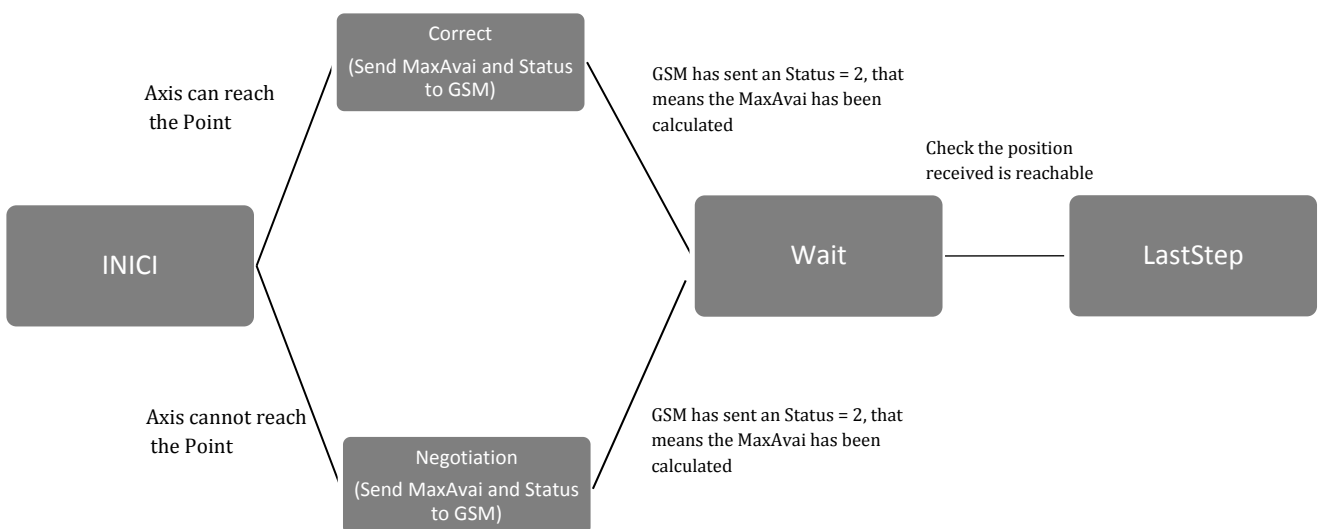 Correct
(Send MaxAvai and Status
to GSM)
Axis can reach
the Point
GSM has sent an Status = 2, that
means the MaxAvai has been
calculated
Check the position
received is reachable
INICI
Wait
LastStep
Axis cannot reach
the Point
GSM has sent an Status = 2, that
means the MaxAvai has been
calculated
Negotiation
(Send MaxAvai and Status
to GSM)